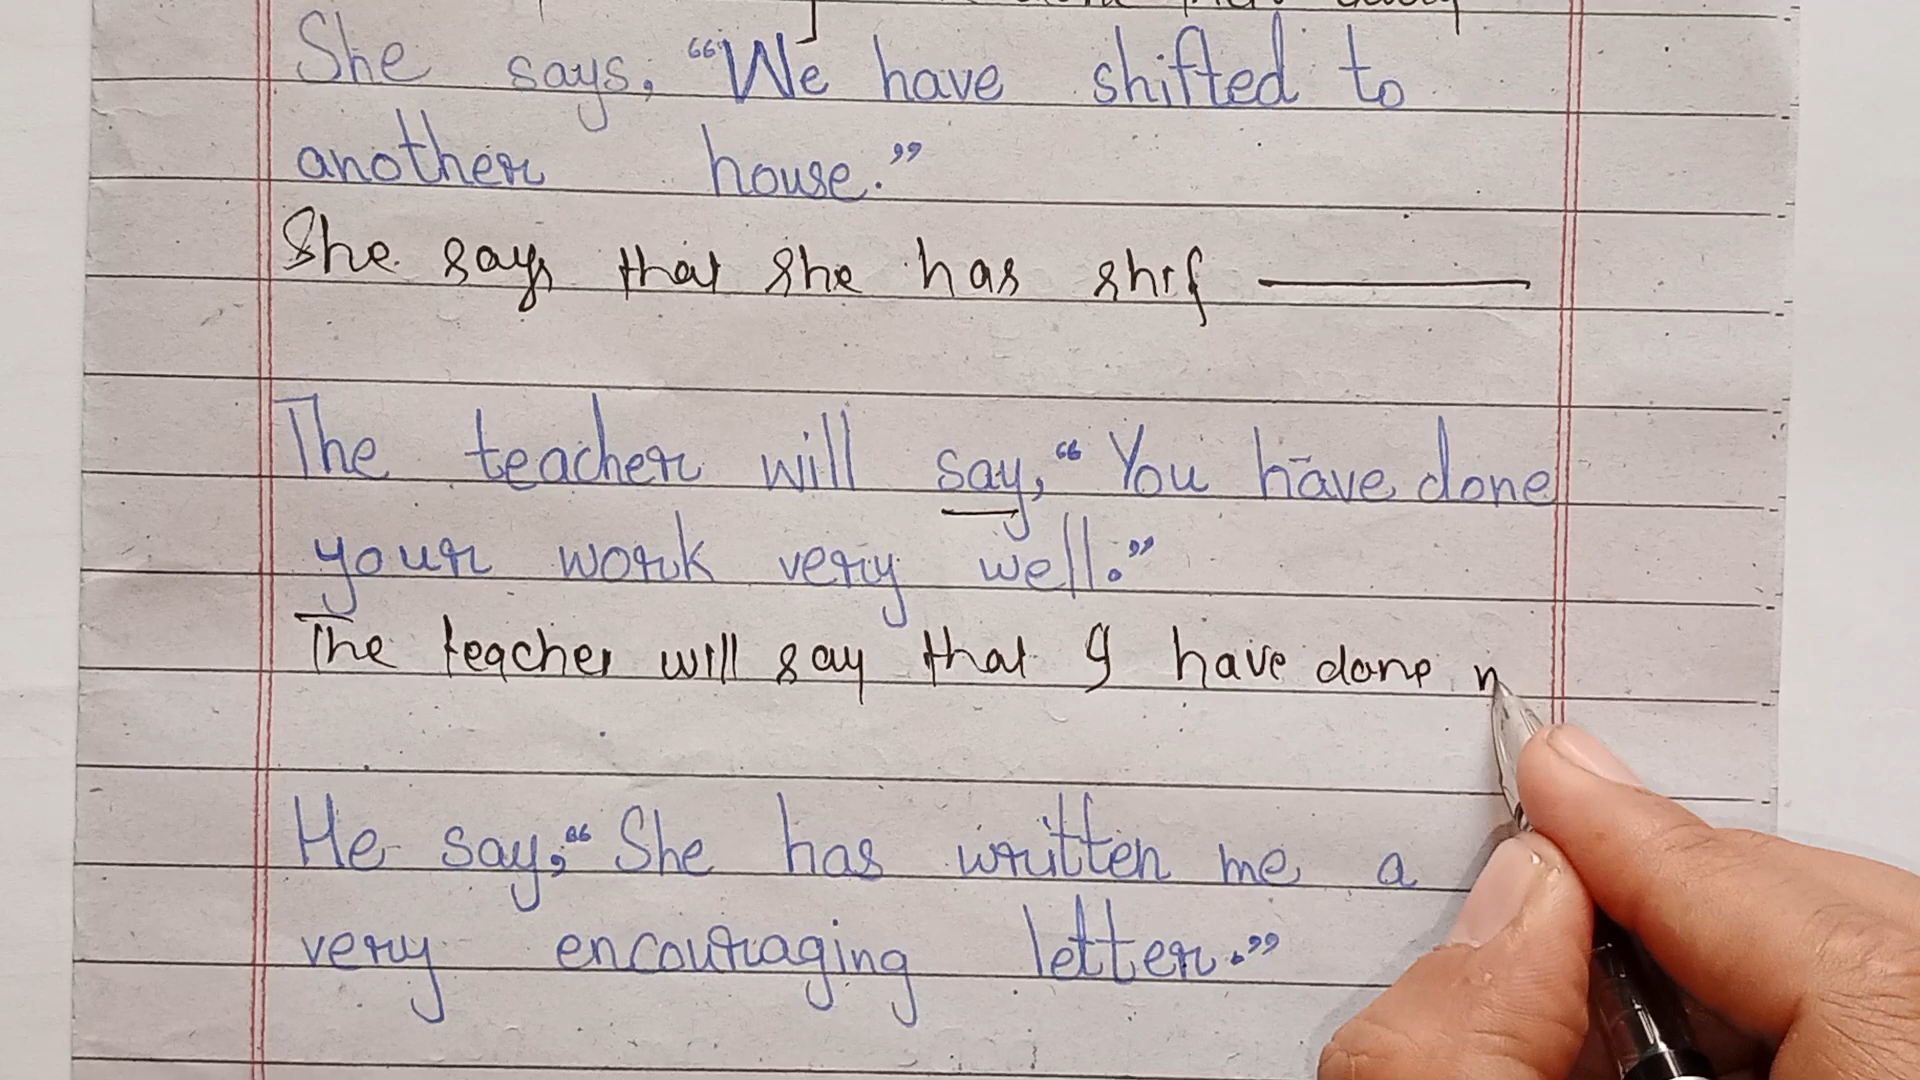 She says, "We have shifted to
another house."
She says that she has shif
The teacher will say, "You have done
your work very well."
The teacher will say that I have done
He say, "She has written me a
very encouraging letter."